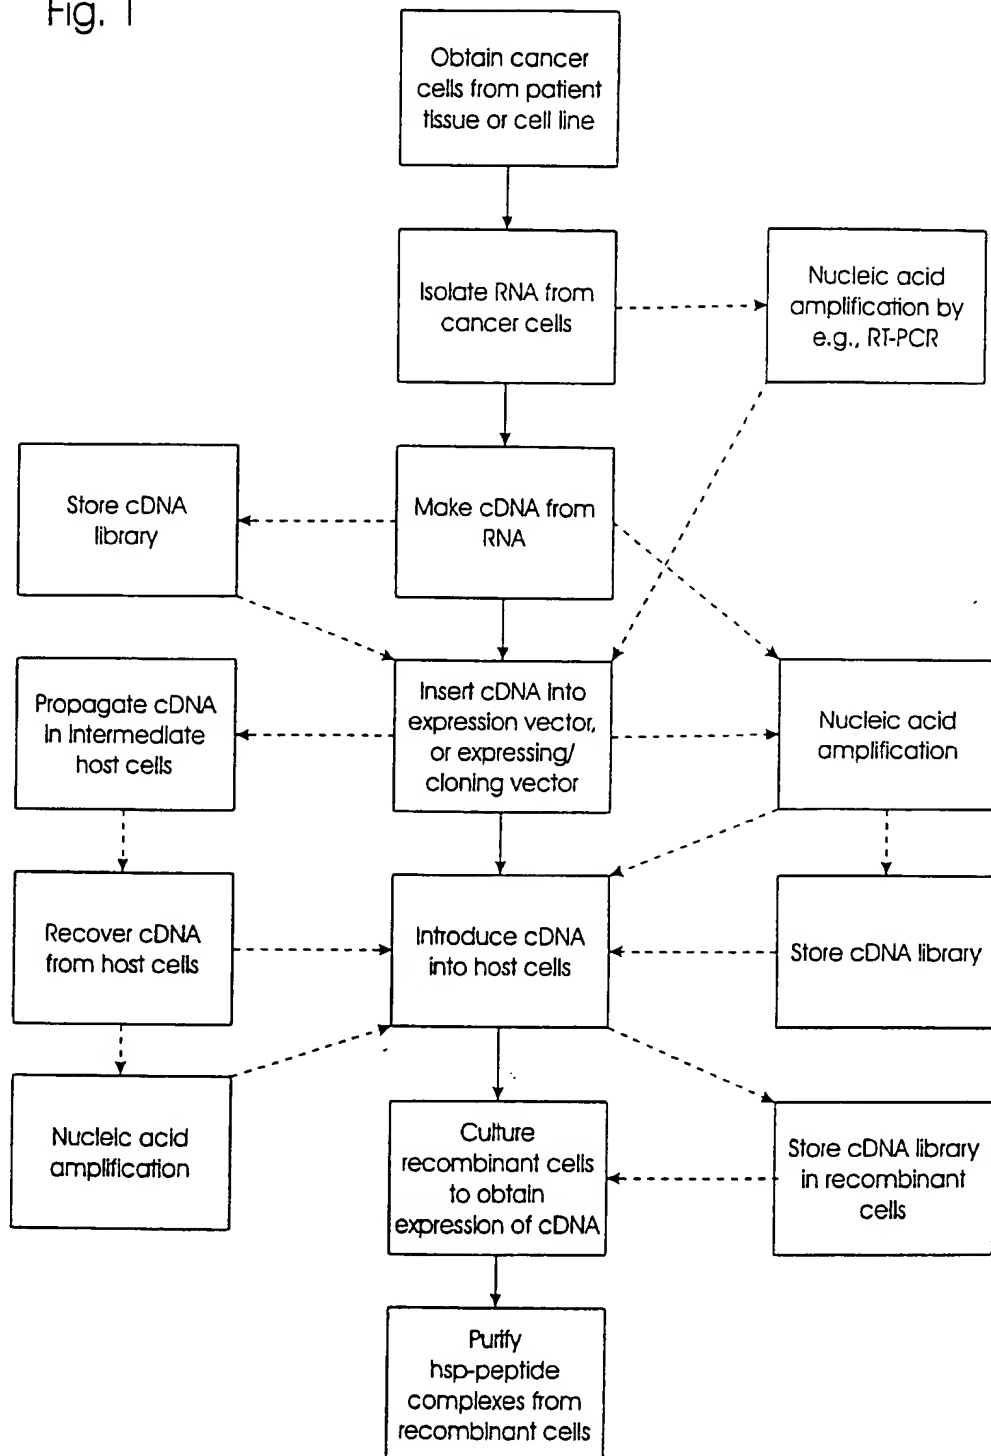 Fig. 1
Obtain cancer
cells from patient
tissue or cell line
Isolate RNA from
cancer cells
Nucleic acid
amplification by
e.g., RT-PCR
Store cDNA
library
Make cDNA from
RNA
Propagate cDNA
in intermediate
host cells
Insert cDNA into
expression vector,
or expressing/
cloning vector
Nucleic acid
amplification
Recover cDNA
from host cells
Introduce cDNA
into host cells
Store cDNA library
Nucleic acid
amplification
Culture
recombinant cells
to obtain
expression of cDNA
Store cDNA library
in recombinant
cells
Purify
hsp-peptide
complexes from
recombinant cells